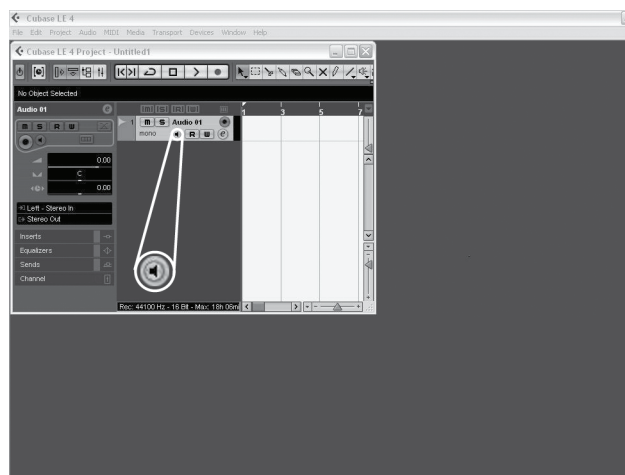 Cubase LE 4
File Edit Project Audio MIDI Media Transport Devices Window Help
Cubase LE 4 Project - Untitled1
No Object Selected
Audio 01
M S R W
1 3 5 7
M S R W
1 M S Audio 01
mono R W e
0.00
C
0.00
Left - Stereo In
Stereo Out
Inserts
Equalizers
Sends
Channel
Rec: 44100 Hz - 16 Bit - Max: 18h 06mi